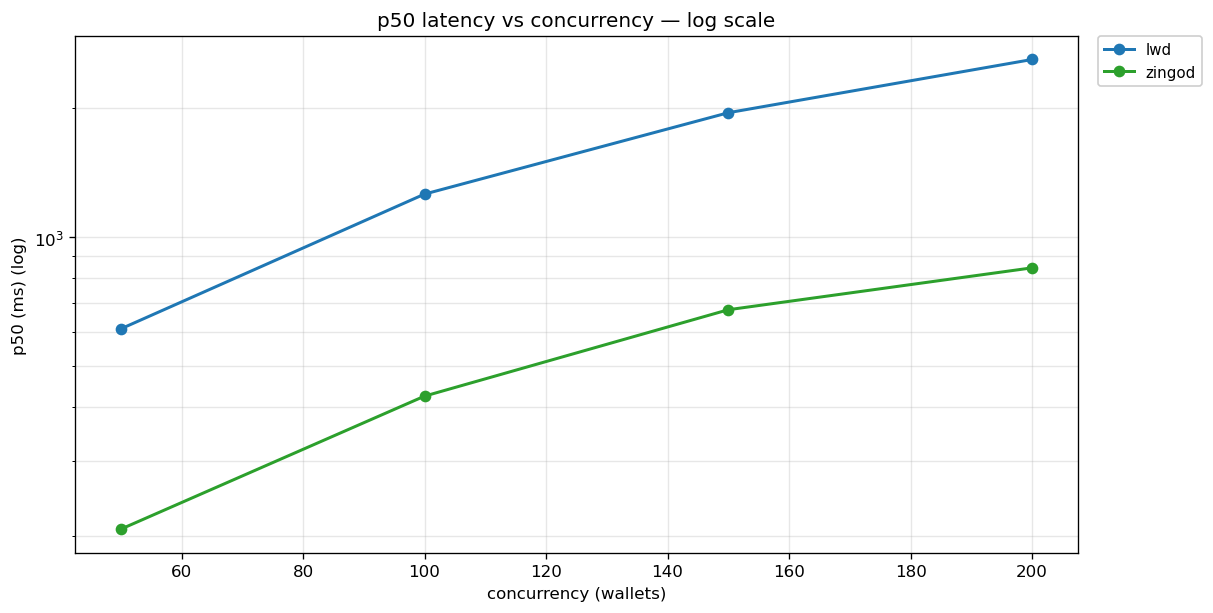 p50 latency vs concurrency — log scale
lwd
zingod
p50 (ms) (log)
10³
60 80 100 120 140 160 180 200
concurrency (wallets)